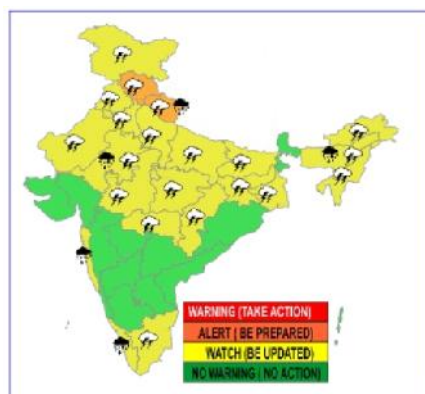 WARNING (TAKE ACTION)
ALERT ( BE PREPARED)
WATCH (BE UPDATED)
NO WARNING ( NO ACTION)